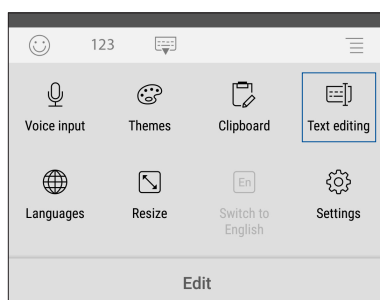 123
Voice input Themes Clipboard Text editing
En
Languages Resize Switch to English Settings
Edit